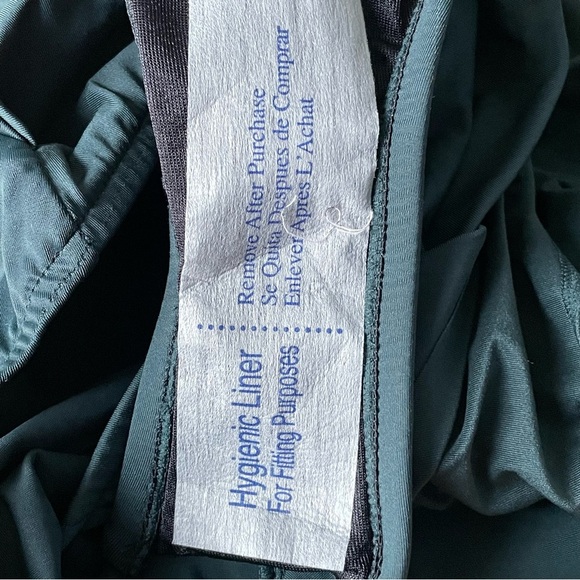 Hygienic Liner
For Fitting Purposes
Remove After Purchase
Se Quita Despues de Comprar
Enlever Apres L'Achat